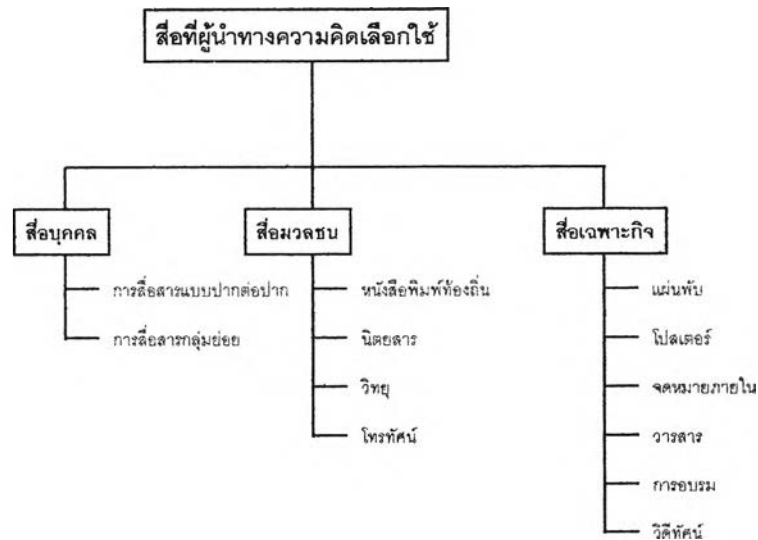 สื่อที่ผู้นำทางความคิดเลือกใช้
สื่อบุคคล
การสื่อสารแบบปากต่อปาก
การสื่อสารกลุ่มย่อย
สื่อมวลชน
หนังสือพิมพ์ท้องถิ่น
นิตยสาร
วิทยุ
โทรทัศน์
สื่อเฉพาะกิจ
แผ่นพับ
โปสเตอร์
จดหมายภายใน
วารสาร
การอบรม
วิดีทัศน์